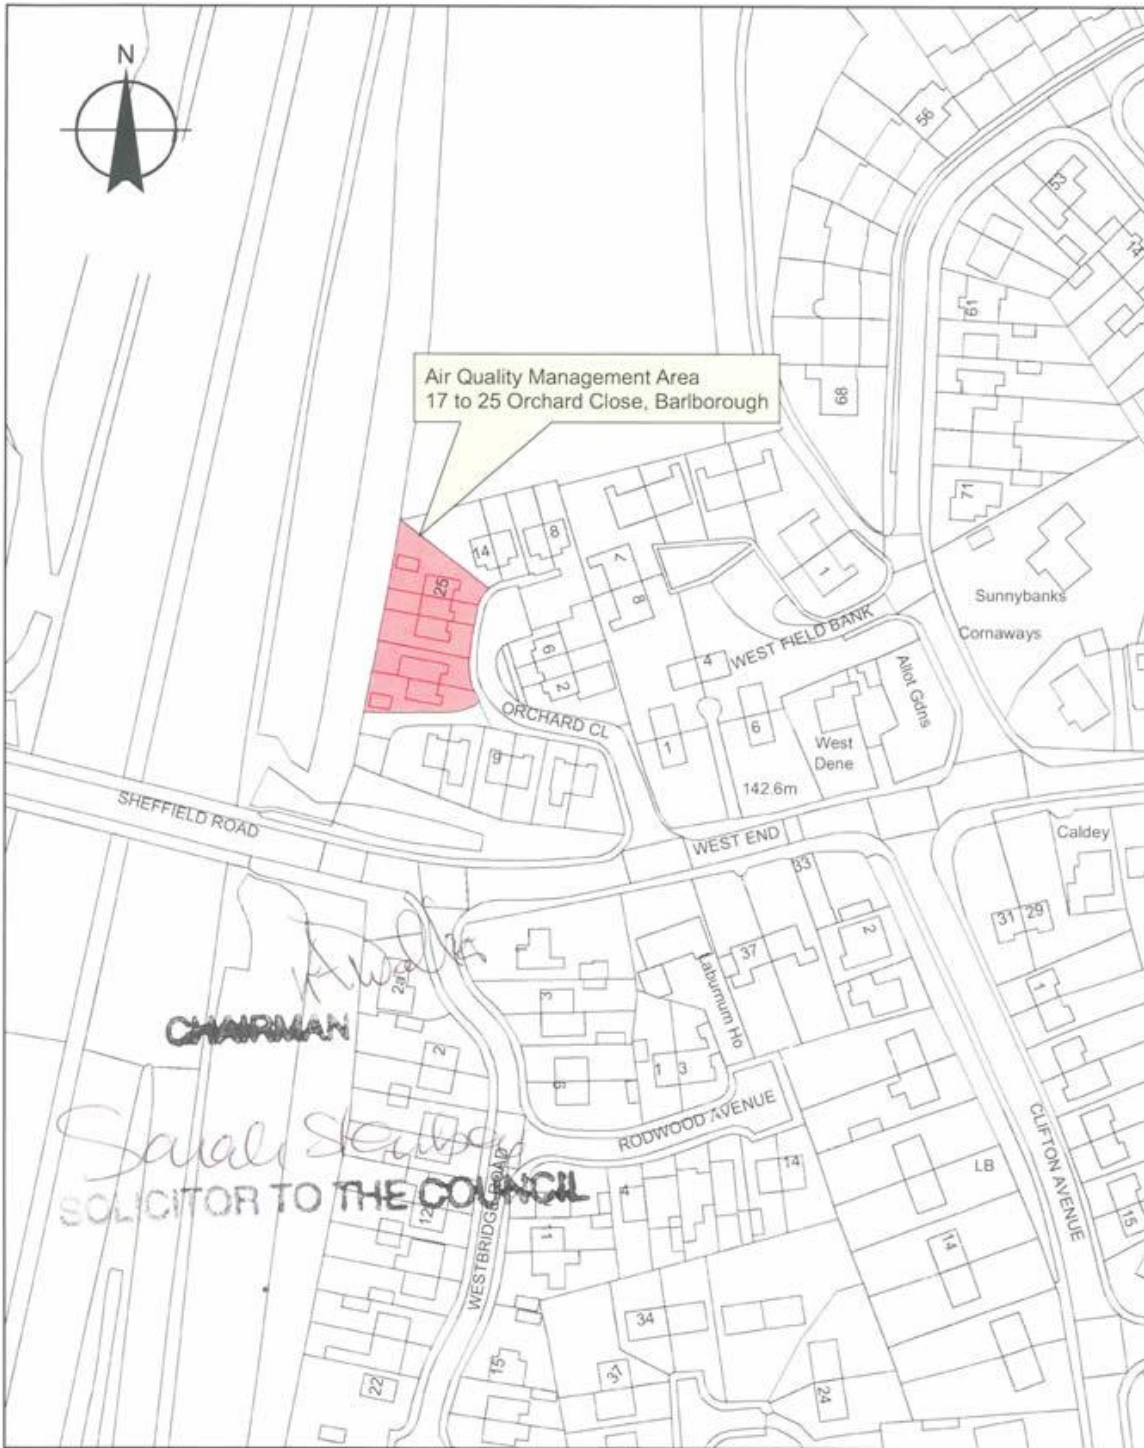 N
56
53
14
61
Air Quality Management Area
17 to 25 Orchard Close, Barlborough
68
71
14
8
25
7
8
1
Sunnybanks
Cornaways
6
2
4
WEST FIELD BANK
Allot Gdns
ORCHARD CL
1
6
West
Dene
9
142.6m
SHEFFIELD ROAD
WEST END
Caldey
33
31
29
2
37
Laburnum Ho
2a
3
1
CHAIRMAN
2
1
3
RODWOOD AVENUE
CLIFTON AVENUE
Sarah
SOLICITOR TO THE COUNCIL
WESTBRIDGE ROAD
LB
14
4
12
11
15
14
34
15
37
22
24